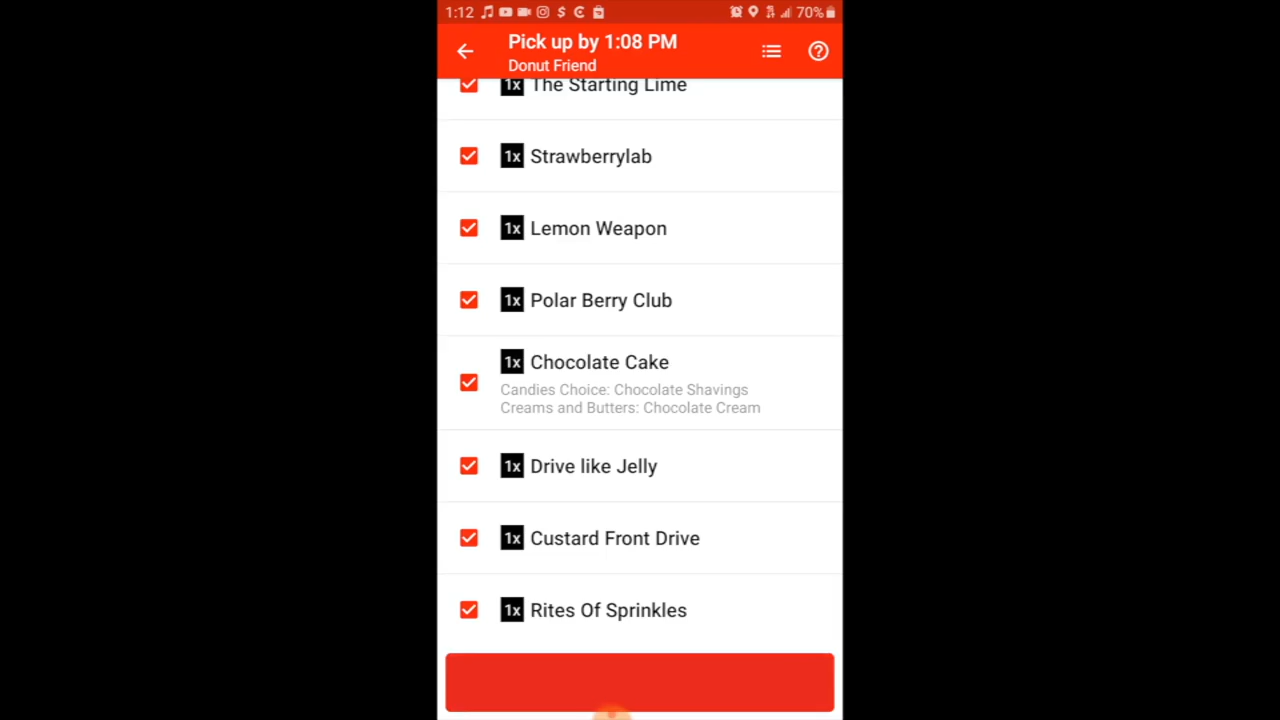 1:12 70%
Pick up by 1:08 PM
Donut Friend
1x The Starting Lime
1x Strawberrylab
1x Lemon Weapon
1x Polar Berry Club
1x Chocolate Cake
Candies Choice: Chocolate Shavings
Creams and Butters: Chocolate Cream
1x Drive like Jelly
1x Custard Front Drive
1x Rites Of Sprinkles